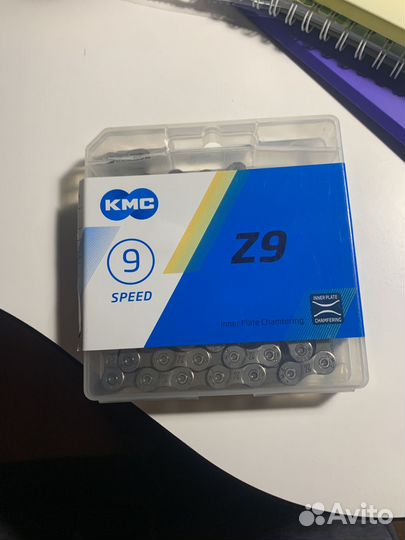 KMC
9
SPEED
Z9
Inner Plate Chamfering
INNER PLATE
CHAMFERING
Avito